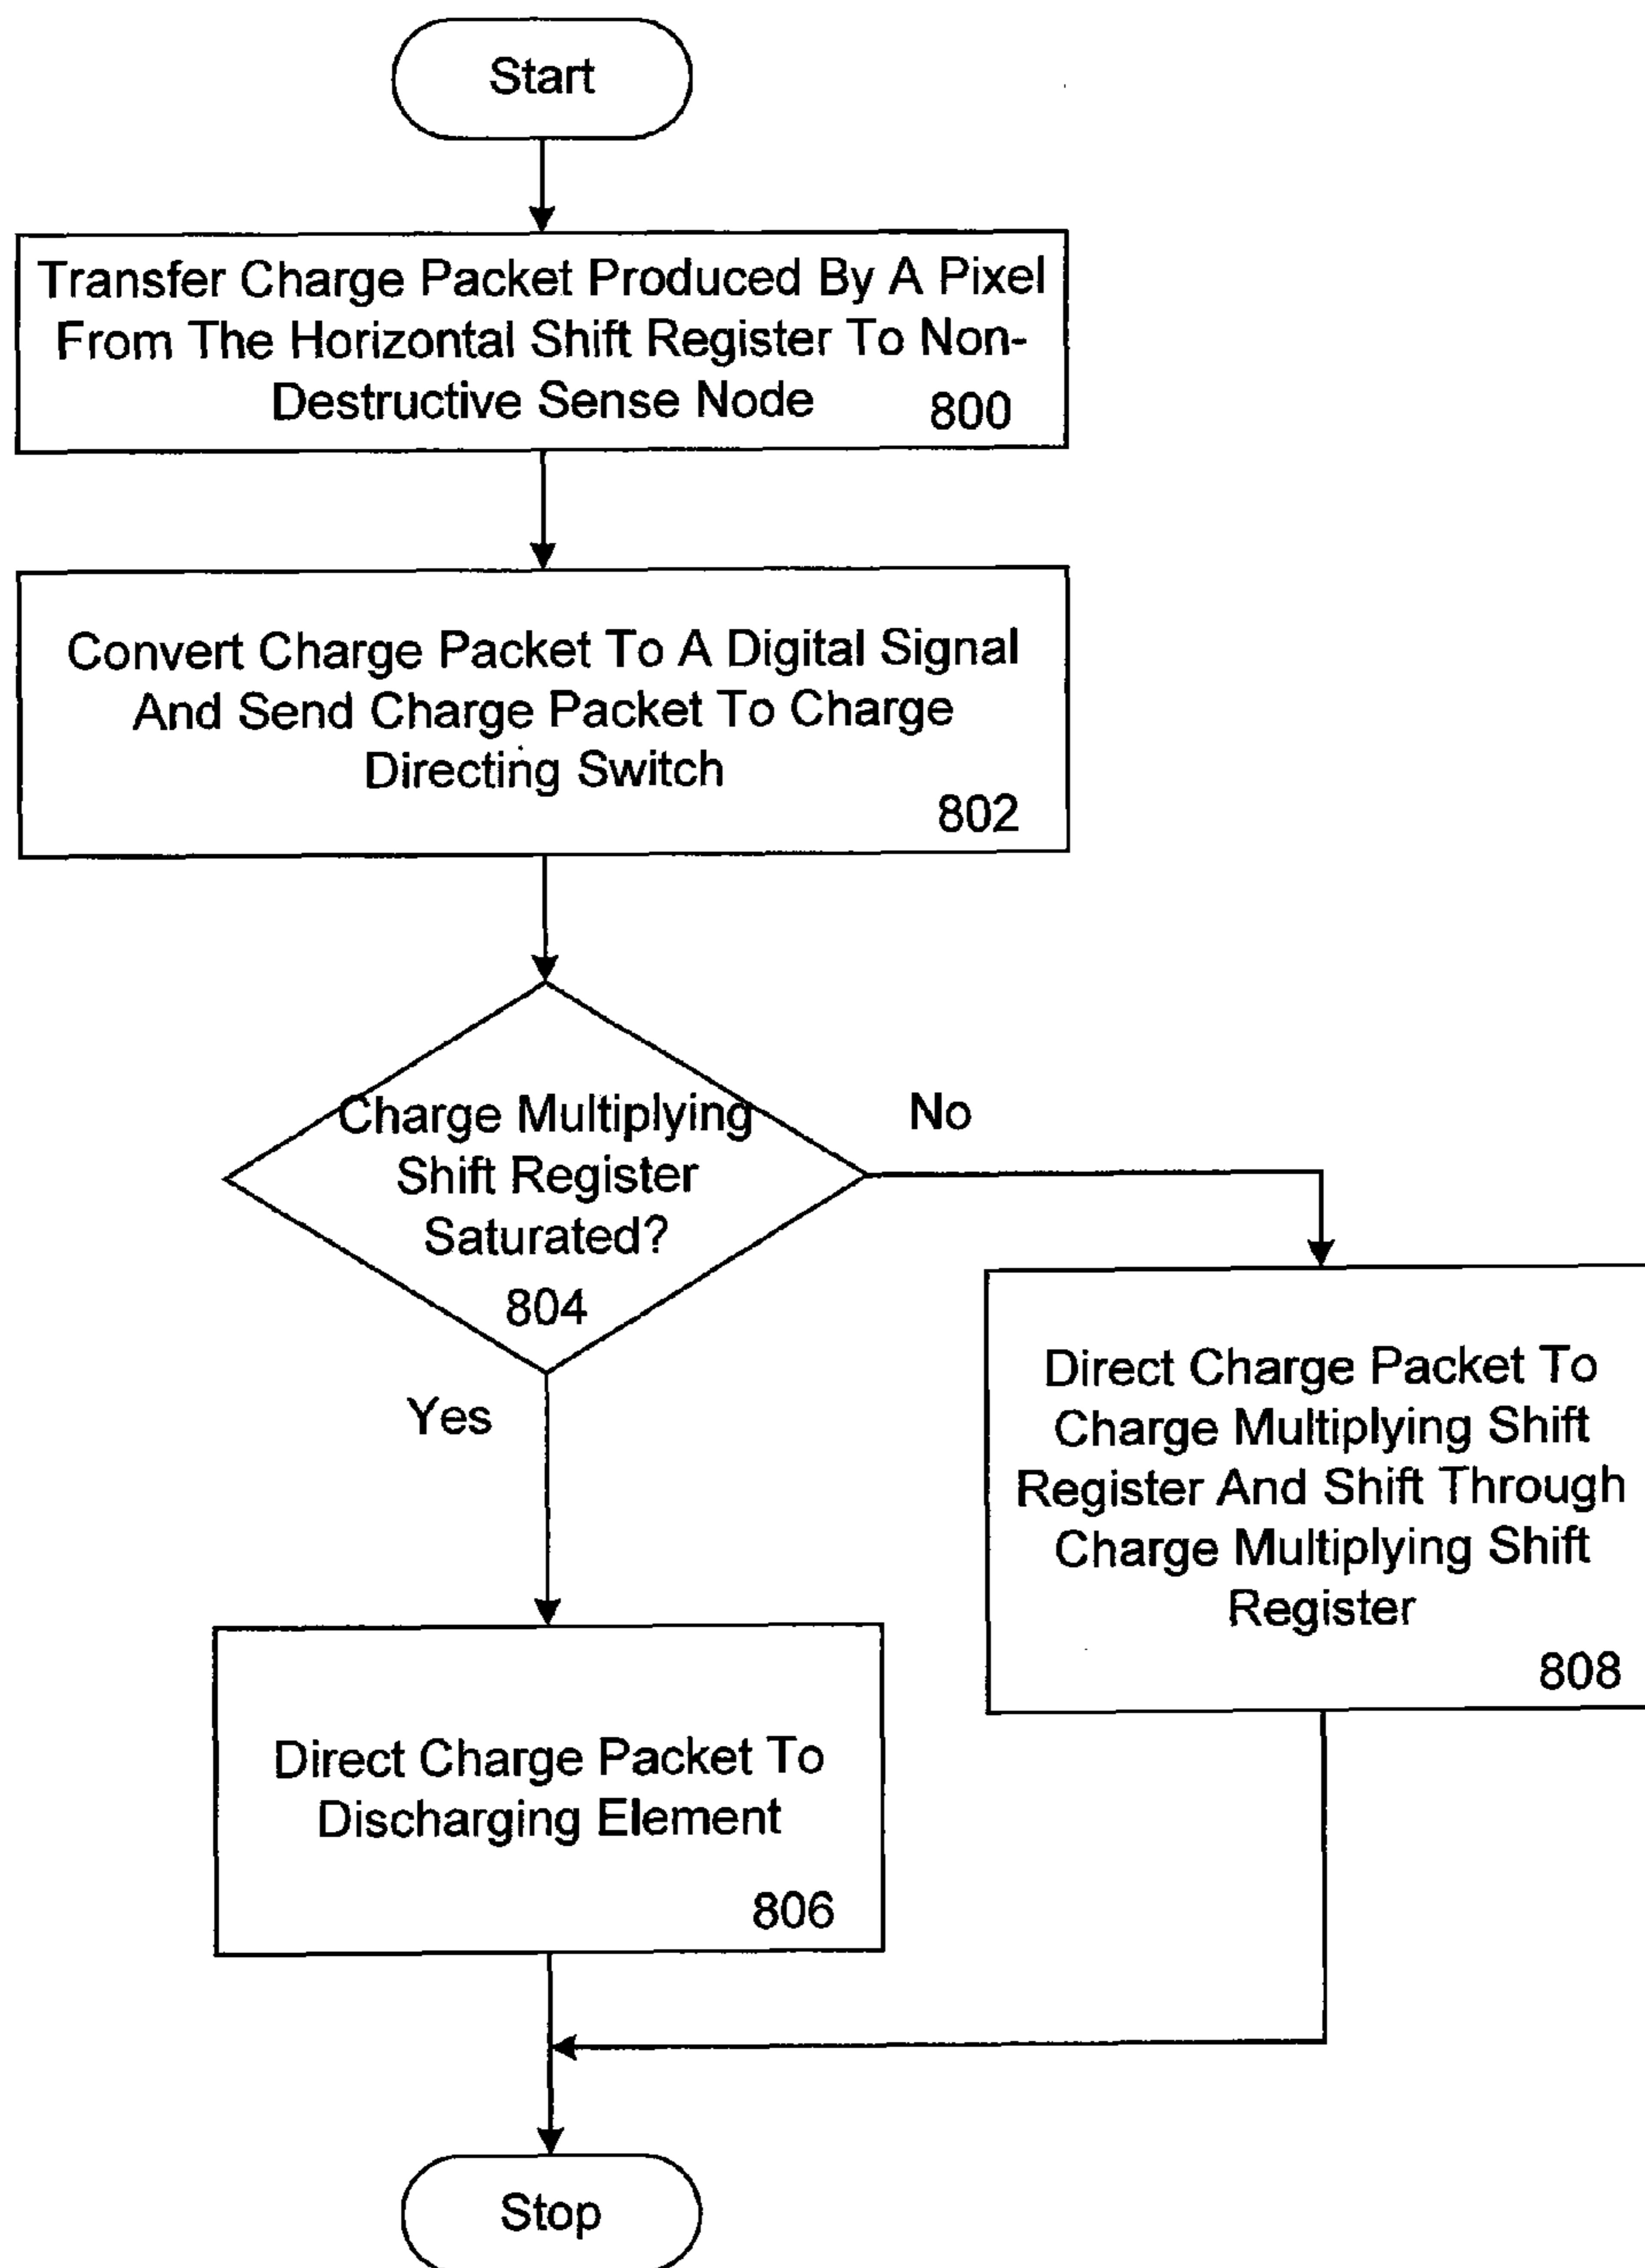 Start
Transfer Charge Packet Produced By A Pixel
From The Horizontal Shift Register To Non-
Destructive Sense Node
800
Convert Charge Packet To A Digital Signal
And Send Charge Packet To Charge
Directing Switch
802
Charge Multiplying
Shift Register
Saturated?
804
No
Yes
Direct Charge Packet To
Charge Multiplying Shift
Register And Shift Through
Charge Multiplying Shift
Register
808
Direct Charge Packet To
Discharging Element
806
Stop